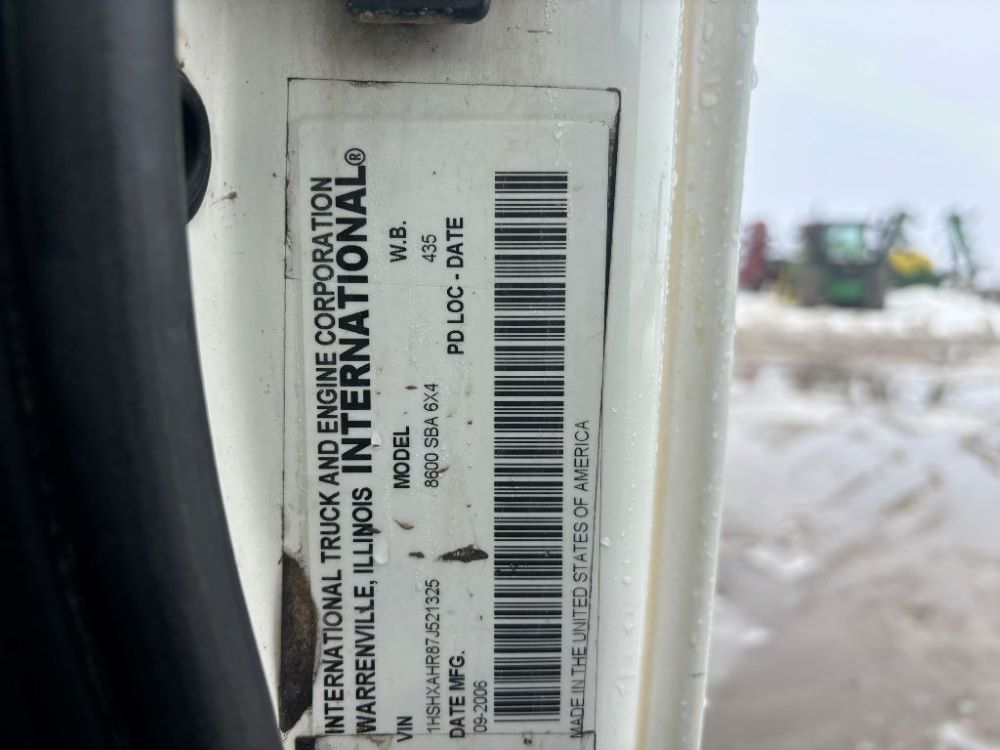 INTERNATIONAL TRUCK AND ENGINE CORPORATION
WARRENVILLE, ILLINOIS INTERNATIONAL®
VIN MODEL W.B.
1HSHXAHR87J521325 8600 SBA 6X4 435
DATE MFG. PD LOC - DATE
09-2006
MADE IN THE UNITED STATES OF AMERICA